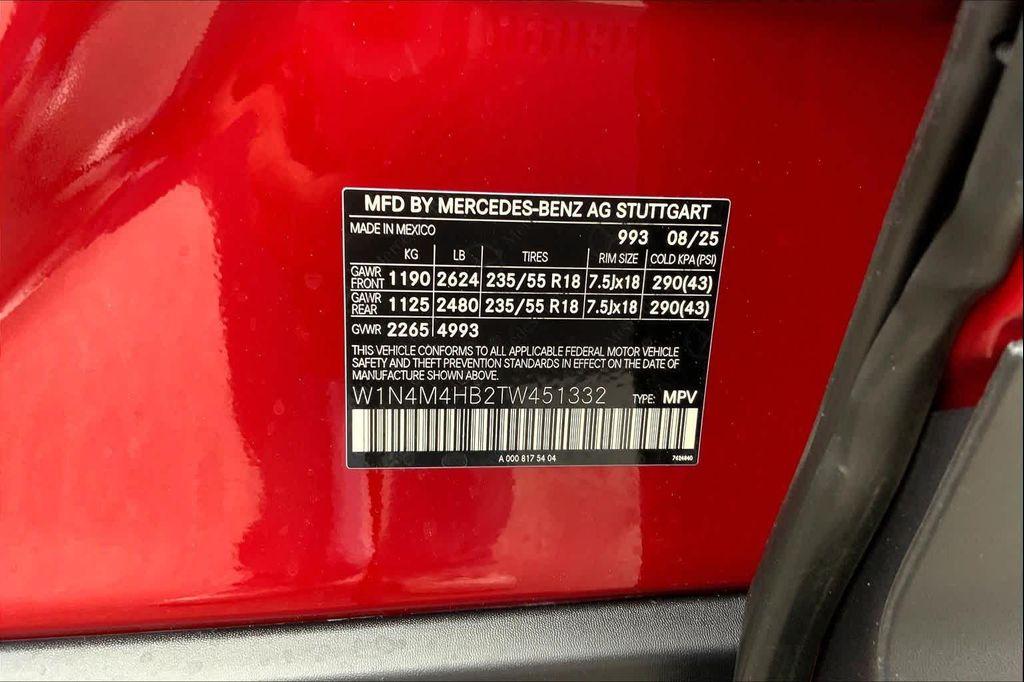 MFD BY MERCEDES-BENZ AG STUTTGART
MADE IN MEXICO 993 08/25
KG LB TIRES RIM SIZE COLD KPA (PSI)
GAWR FRONT 1190 2624 235/55 R18 7.5Jx18 290(43)
GAWR REAR 1125 2480 235/55 R18 7.5Jx18 290(43)
GVWR 2265 4993
THIS VEHICLE CONFORMS TO ALL APPLICABLE FEDERAL MOTOR VEHICLE
SAFETY AND THEFT PREVENTION STANDARDS IN EFFECT ON THE DATE OF
MANUFACTURE SHOWN ABOVE.
W1N4M4HB2TW451332 TYPE: MPV
A 000 817 54 04 7424840